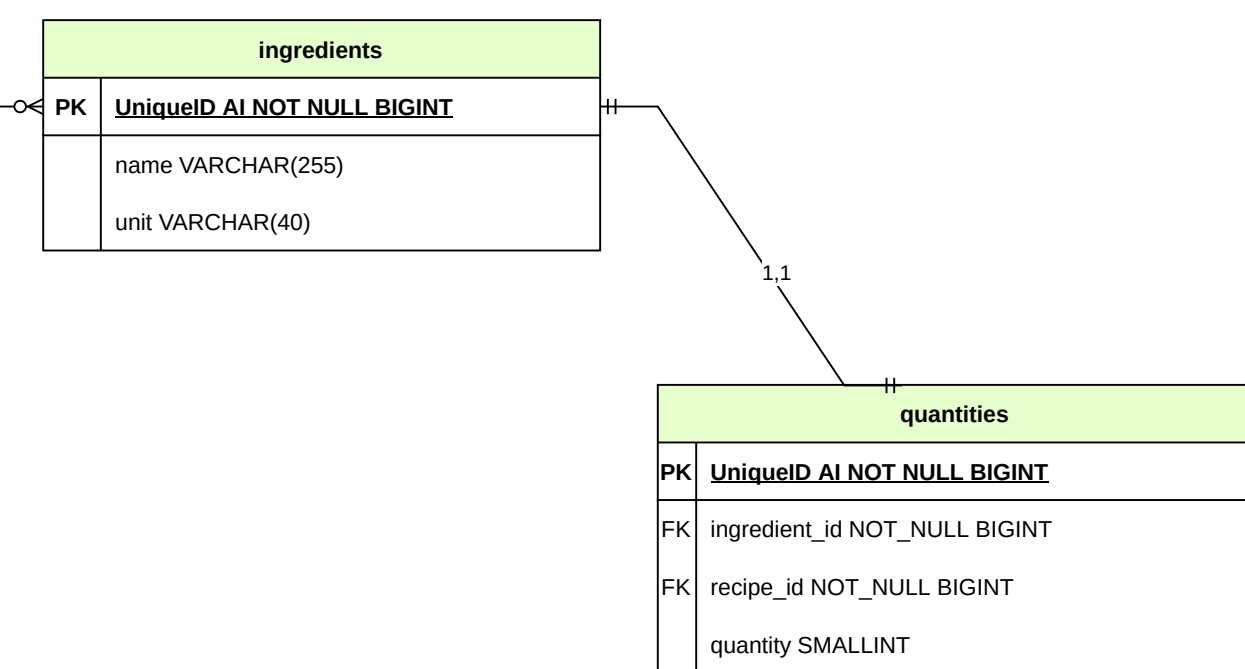 ingredients
PK UniqueID AI NOT NULL BIGINT
name VARCHAR(255)
unit VARCHAR(40)
1,1
quantities
PK UniqueID AI NOT NULL BIGINT
FK ingredient_id NOT_NULL BIGINT
FK recipe_id NOT_NULL BIGINT
quantity SMALLINT